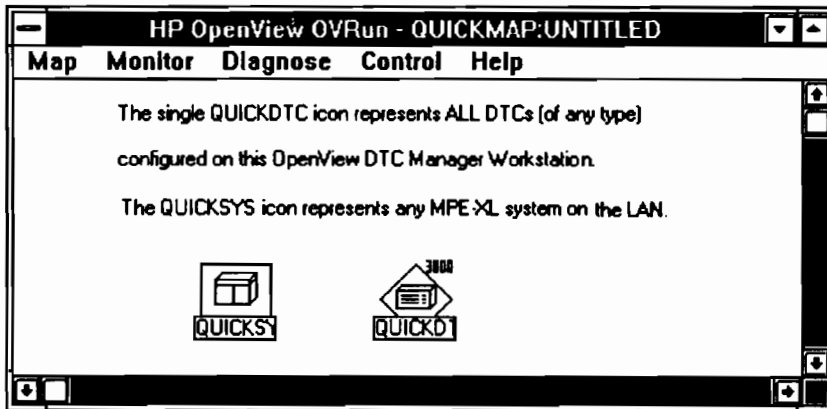 HP OpenView OVRun - QUICKMAP:UNTITLED
Map Monitor Diagnose Control Help
The single QUICKDTC icon represents ALL DTCs (of any type)
configured on this OpenView DTC Manager Workstation.
The QUICKSYS icon represents any MPE-XL system on the LAN.
3000
QUICKSY QUICKDT